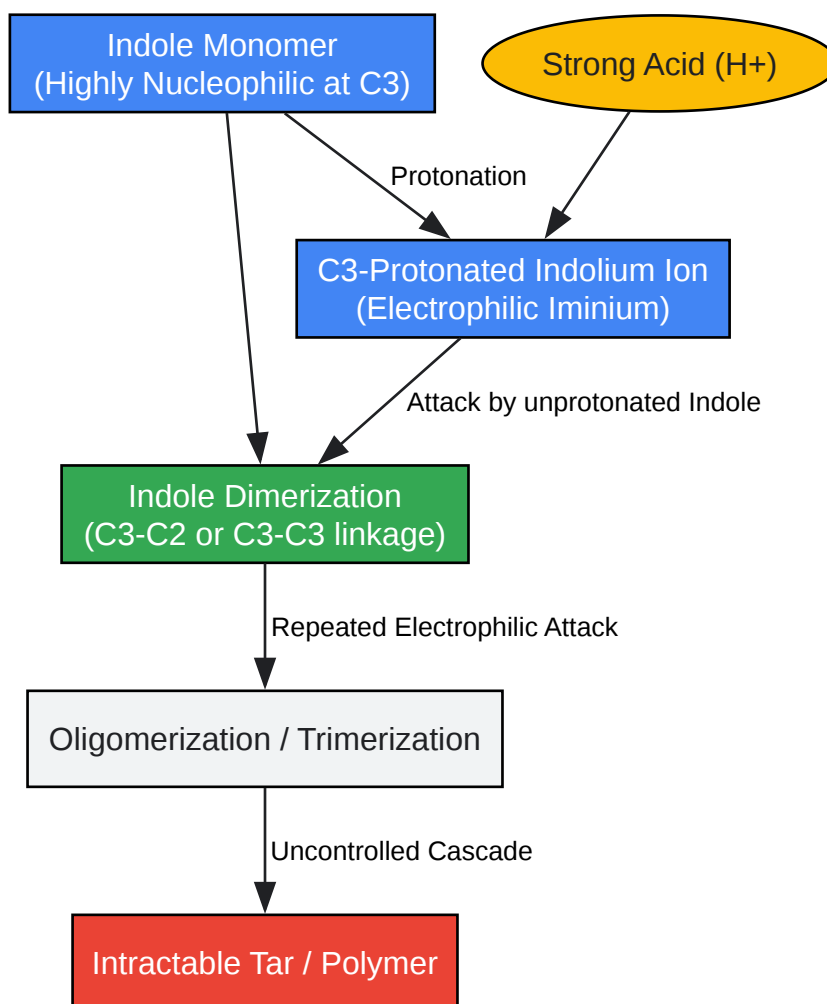 Indole Monomer
(Highly Nucleophilic at C3)
Strong Acid (H+)
Protonation
C3-Protonated Indolium Ion
(Electrophilic Iminium)
Attack by unprotonated Indole
Indole Dimerization
(C3-C2 or C3-C3 linkage)
Repeated Electrophilic Attack
Oligomerization / Trimerization
Uncontrolled Cascade
Intractable Tar / Polymer